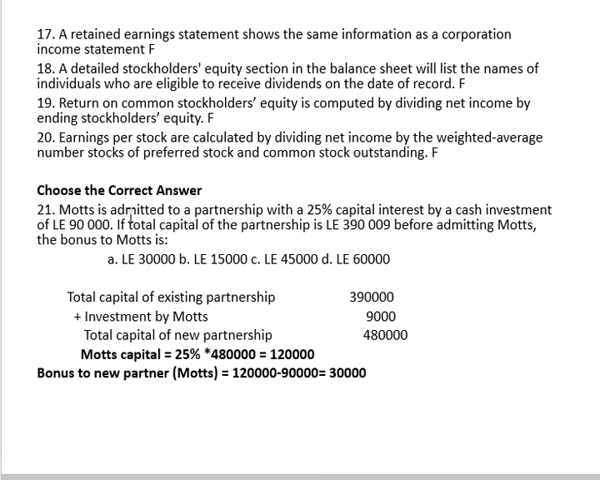 17. A retained earnings statement shows the same information as a corporation
income statement F
18. A detailed stockholders' equity section in the balance sheet will list the names of
individuals who are eligible to receive dividends on the date of record. F
19. Return on common stockholders’ equity is computed by dividing net income by
ending stockholders’ equity. F
20. Earnings per stock are calculated by dividing net income by the weighted-average
number stocks of preferred stock and common stock outstanding. F
Choose the Correct Answer
21. Motts is admitted to a partnership with a 25% capital interest by a cash investment
of LE 90 000. If total capital of the partnership is LE 390 009 before admitting Motts,
the bonus to Motts is:
a. LE 30000 b. LE 15000 c. LE 45000 d. LE 60000
Total capital of existing partnership 390000
+ Investment by Motts 9000
Total capital of new partnership 480000
Motts capital = 25% *480000 = 120000
Bonus to new partner (Motts) = 120000-90000= 30000